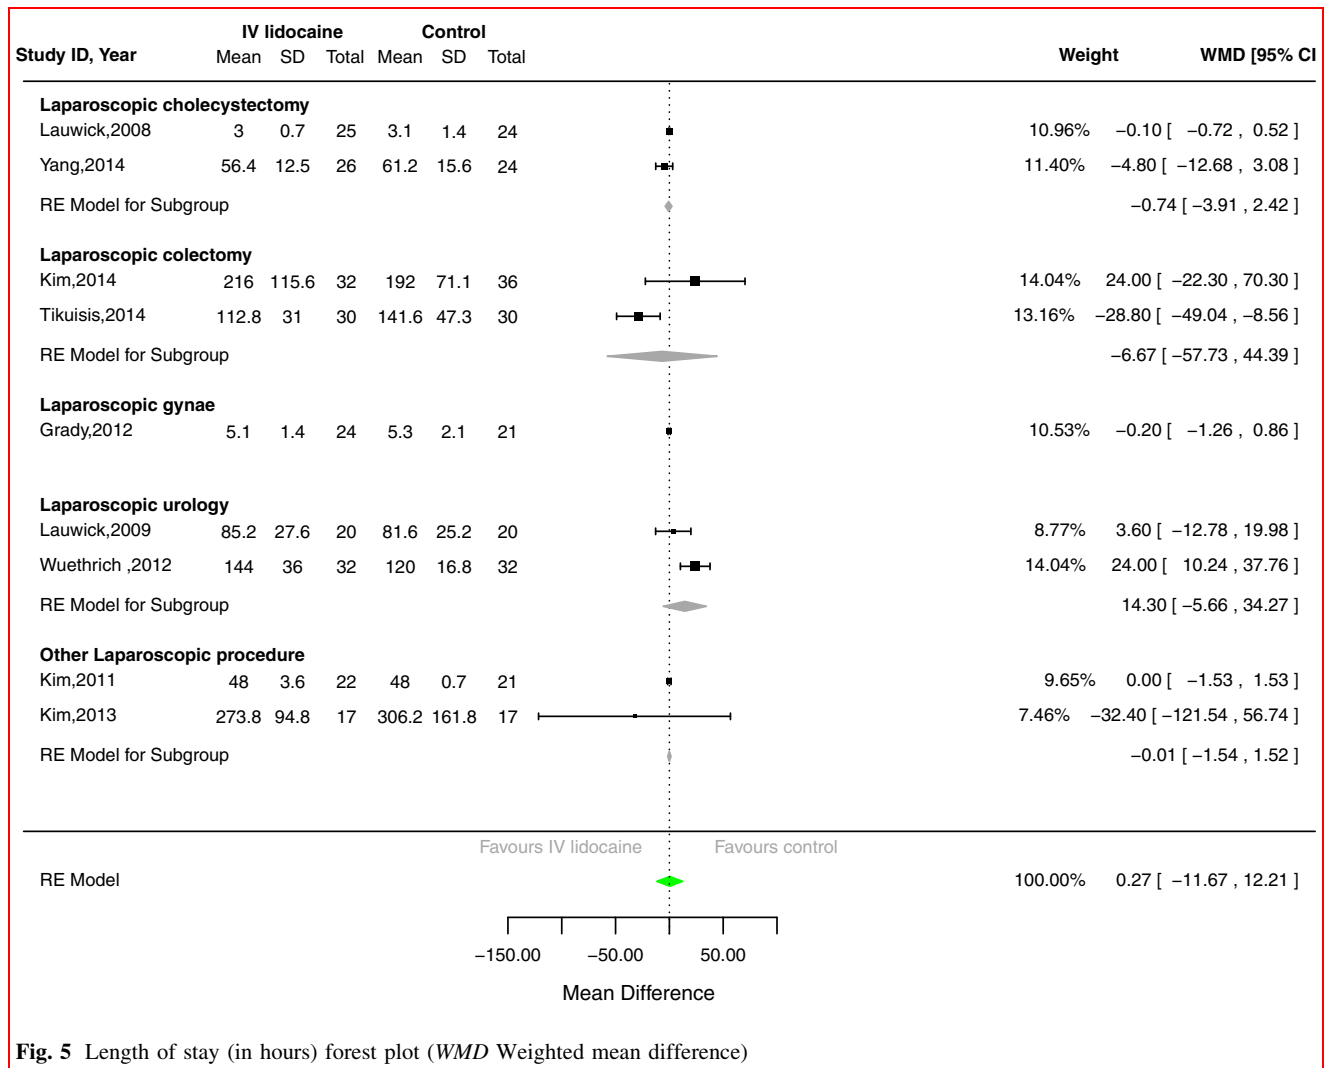 IV lidocaine Control
Study ID, Year Mean SD Total Mean SD Total Weight WMD [95% CI
Laparoscopic cholecystectomy
Lauwick,2008 3 0.7 25 3.1 1.4 24 10.96% −0.10 [ −0.72 , 0.52 ]
Yang,2014 56.4 12.5 26 61.2 15.6 24 11.40% −4.80 [ −12.68 , 3.08 ]
RE Model for Subgroup −0.74 [ −3.91 , 2.42 ]
Laparoscopic colectomy
Kim,2014 216 115.6 32 192 71.1 36 14.04% 24.00 [ −22.30 , 70.30 ]
Tikuisis,2014 112.8 31 30 141.6 47.3 30 13.16% −28.80 [ −49.04 , −8.56 ]
RE Model for Subgroup −6.67 [ −57.73 , 44.39 ]
Laparoscopic gynae
Grady,2012 5.1 1.4 24 5.3 2.1 21 10.53% −0.20 [ −1.26 , 0.86 ]
Laparoscopic urology
Lauwick,2009 85.2 27.6 20 81.6 25.2 20 8.77% 3.60 [ −12.78 , 19.98 ]
Wuethrich ,2012 144 36 32 120 16.8 32 14.04% 24.00 [ 10.24 , 37.76 ]
RE Model for Subgroup 14.30 [ −5.66 , 34.27 ]
Other Laparoscopic procedure
Kim,2011 48 3.6 22 48 0.7 21 9.65% 0.00 [ −1.53 , 1.53 ]
Kim,2013 273.8 94.8 17 306.2 161.8 17 7.46% −32.40 [ −121.54 , 56.74 ]
RE Model for Subgroup −0.01 [ −1.54 , 1.52 ]
Favours IV lidocaine Favours control
RE Model 100.00% 0.27 [ −11.67 , 12.21 ]
−150.00 −50.00 50.00
Mean Difference
Fig. 5 Length of stay (in hours) forest plot (WMD Weighted mean difference)